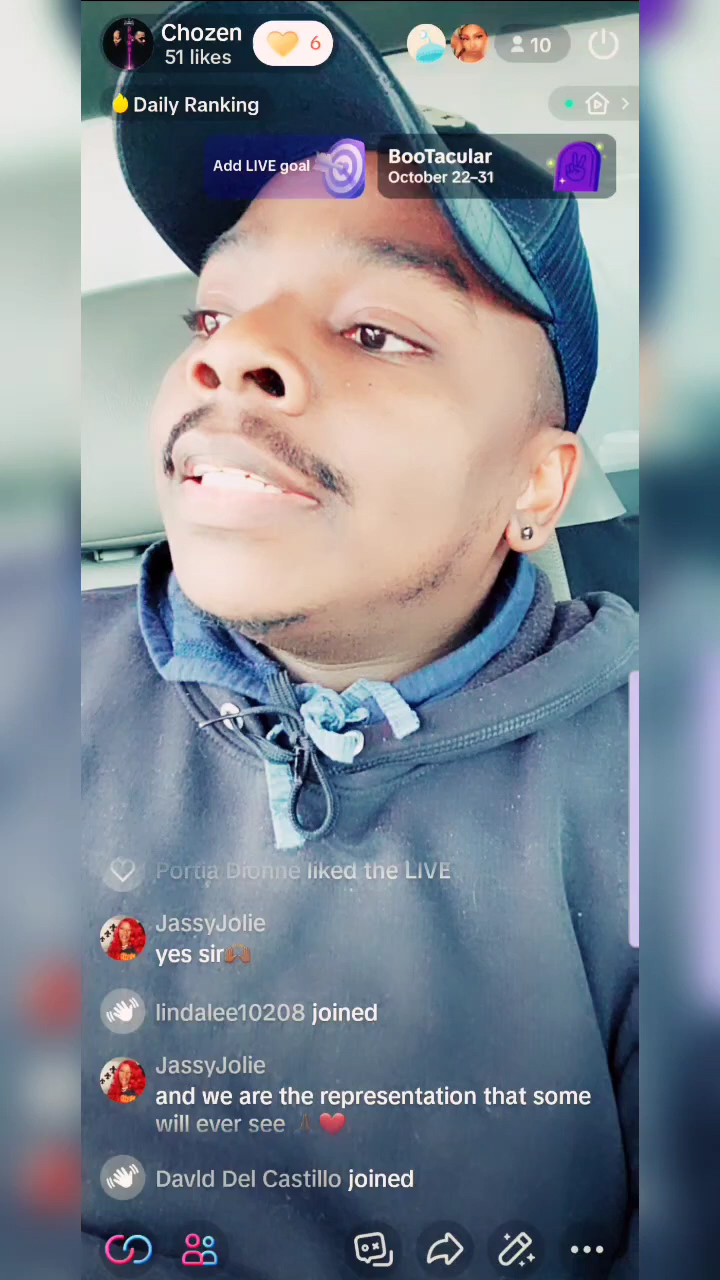 Chozen
51 likes
6
10
Daily Ranking
Add LIVE goal
BooTacular
October 22–31
Portia Dionne liked the LIVE
JassyJolie
yes sir🙌🏾
lindalee10208 joined
JassyJolie
and we are the representation that some
will ever see 🙏🏿❤️
DavId Del Castillo joined